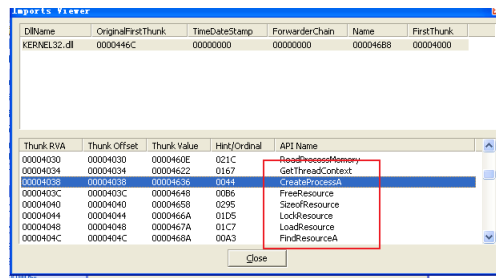 Imports Viewer
DllName OriginalFirstThunk TimeDateStamp ForwarderChain Name FirstThunk
KERNEL32.dll 0000446C 00000000 00000000 000046B8 00004000
Thunk RVA Thunk Offset Thunk Value Hint/Ordinal API Name
00004030 00004030 0000460E 021C ReadProcessMemory
00004034 00004034 00004622 0167 GetThreadContext
00004038 00004038 00004636 0044 CreateProcessA
0000403C 0000403C 00004648 00B6 FreeResource
00004040 00004040 00004658 0295 SizeofResource
00004044 00004044 0000466A 01D5 LockResource
00004048 00004048 0000467A 01C7 LoadResource
0000404C 0000404C 0000468A 00A3 FindResourceA
Close